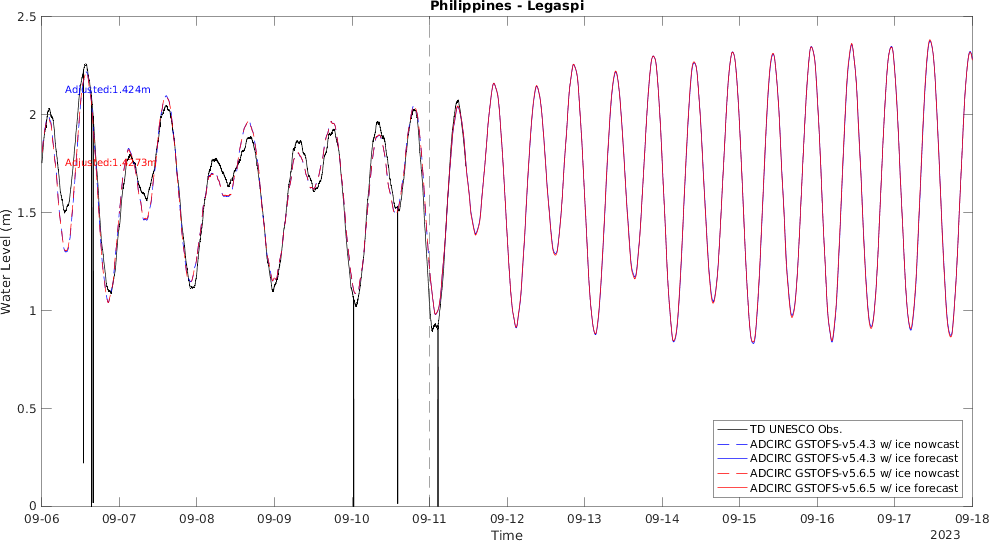 Philippines - Legaspi
2.5
2
1.5
1
0.5
0
Water Level (m)
Adjusted:1.424m
Adjusted:1.4273m
TD UNESCO Obs.
ADCIRC GSTOFS-v5.4.3 w/ ice nowcast
ADCIRC GSTOFS-v5.4.3 w/ ice forecast
ADCIRC GSTOFS-v5.6.5 w/ ice nowcast
ADCIRC GSTOFS-v5.6.5 w/ ice forecast
09-06 09-07 09-08 09-09 09-10 09-11 09-12 09-13 09-14 09-15 09-16 09-17 09-18
Time
2023